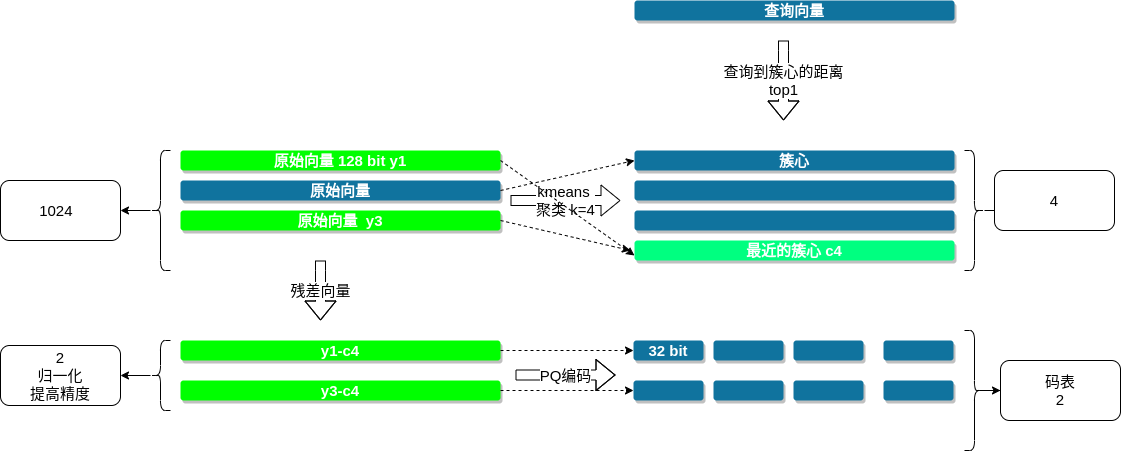 查询向量
查询到簇心的距离
top1
原始向量 128 bit y1
原始向量
原始向量 y3
1024
kmeans
聚类 k=4
簇心
最近的簇心 c4
4
残差向量
2
归一化
提高精度
y1-c4
y3-c4
PQ编码
32 bit
码表
2